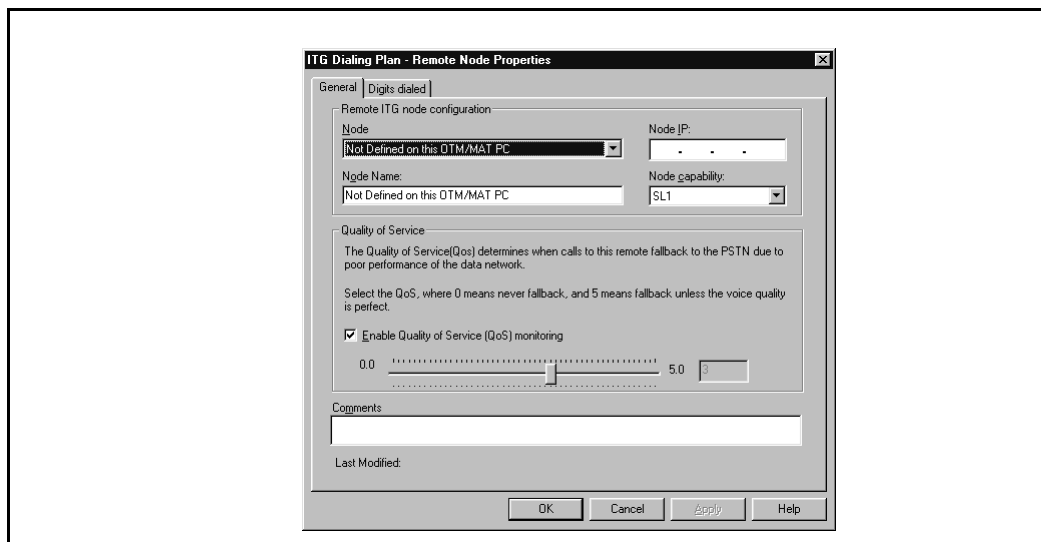 ITG Dialing Plan - Remote Node Properties
General Digits dialed
Remote ITG node configuration
Node Node IP:
Not Defined on this OTM/MAT PC . . .
Node Name: Node capability:
Not Defined on this OTM/MAT PC SL1
Quality of Service
The Quality of Service(Qos) determines when calls to this remote fallback to the PSTN due to
poor performance of the data network.
Select the QoS, where 0 means never fallback, and 5 means fallback unless the voice quality
is perfect.
Enable Quality of Service (QoS) monitoring
0.0 5.0 3
Comments
Last Modified:
OK Cancel Apply Help